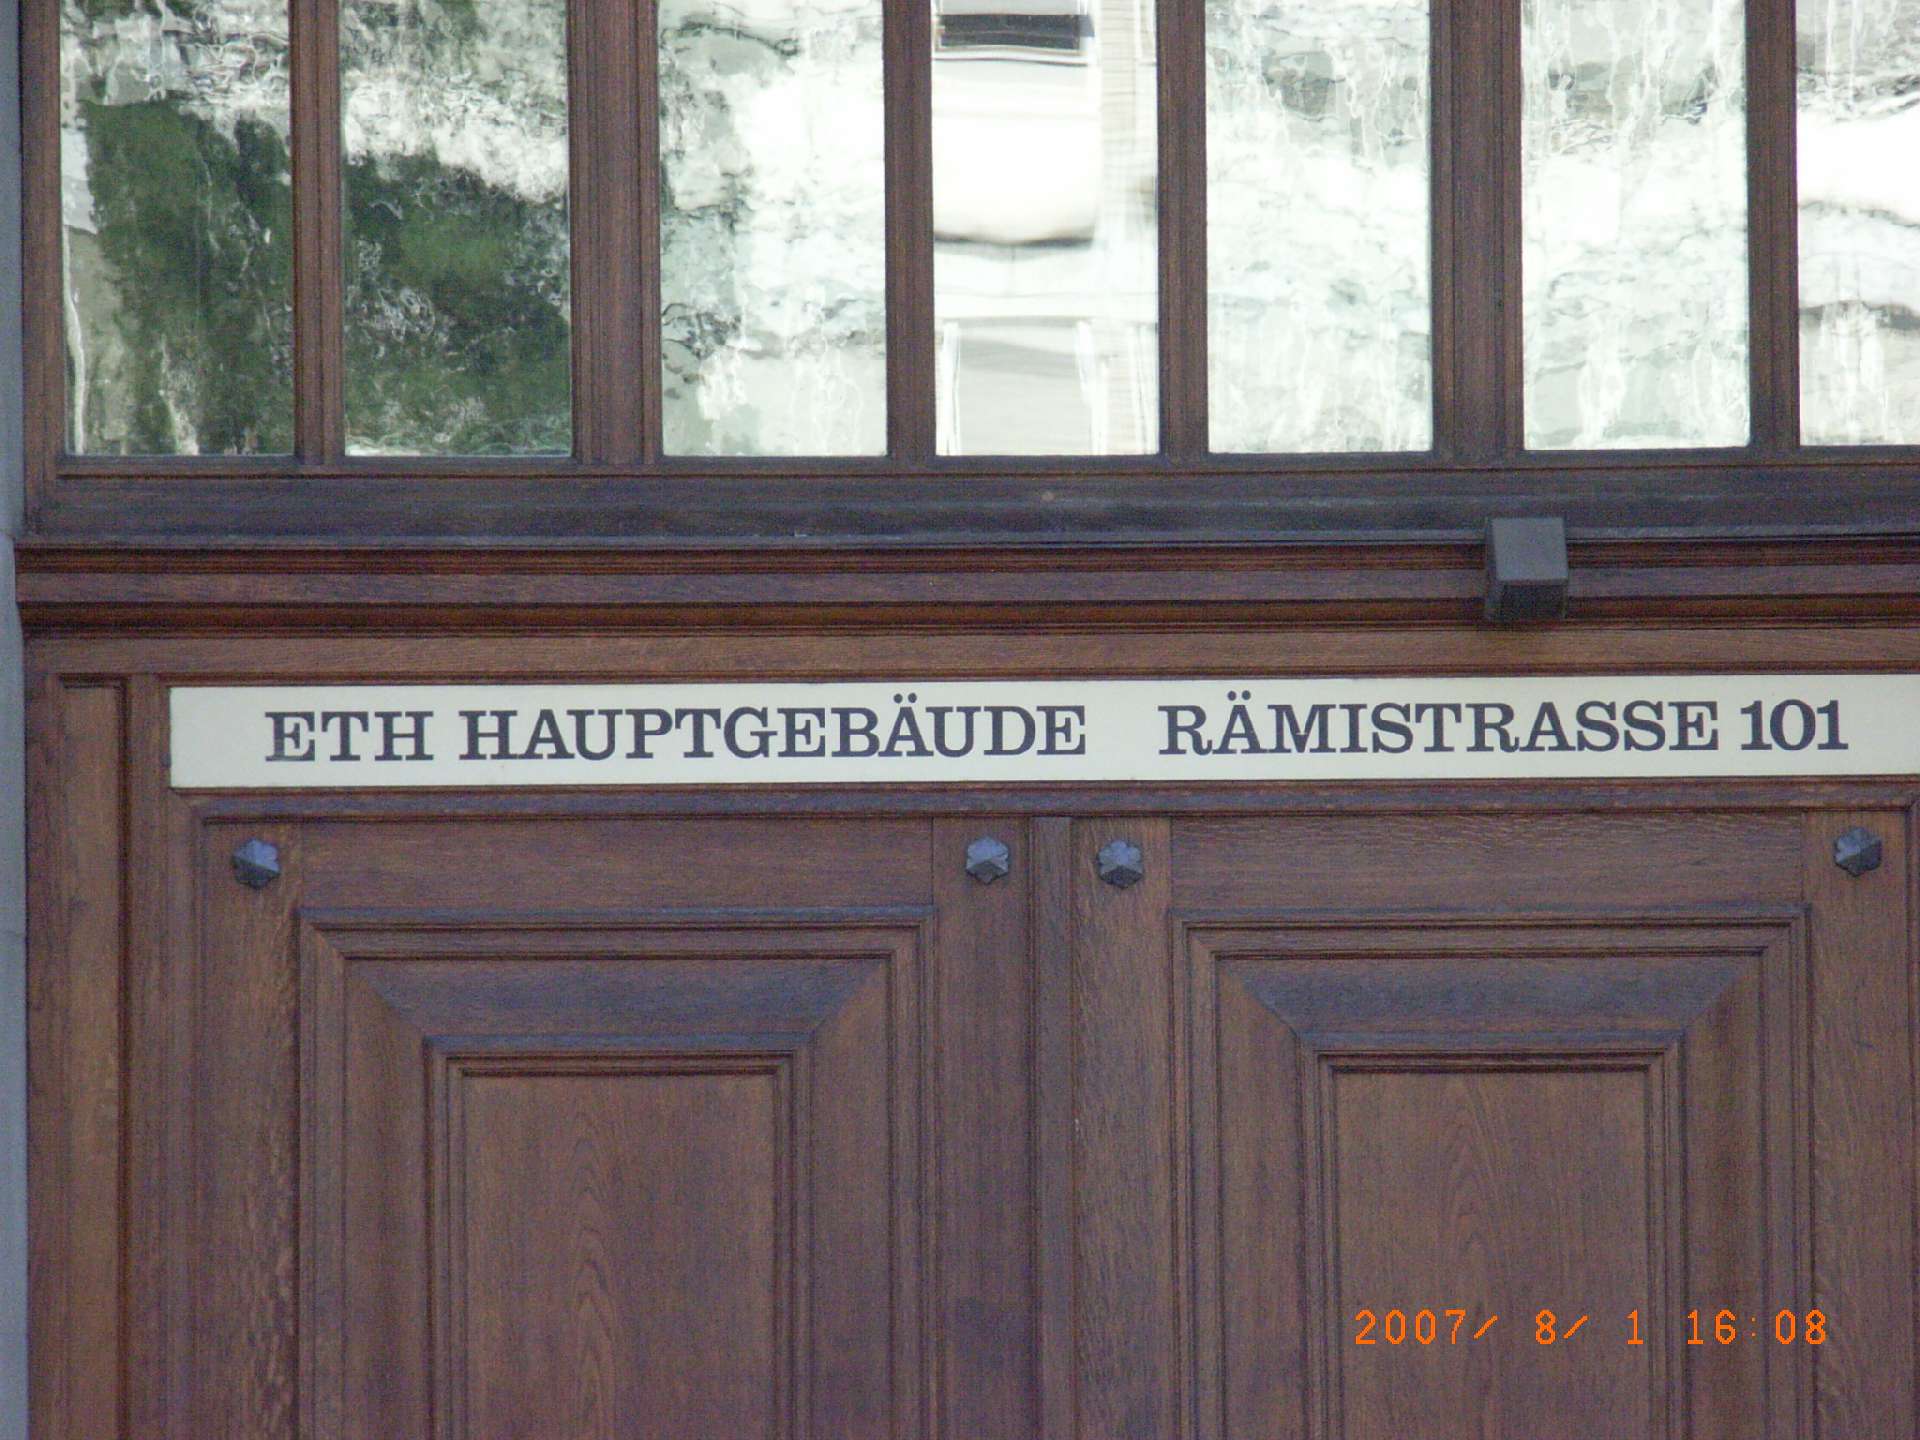 ETH HAUPTGEBÄUDE RÄMISTRASSE 101
2007/ 8/ 1 16:08